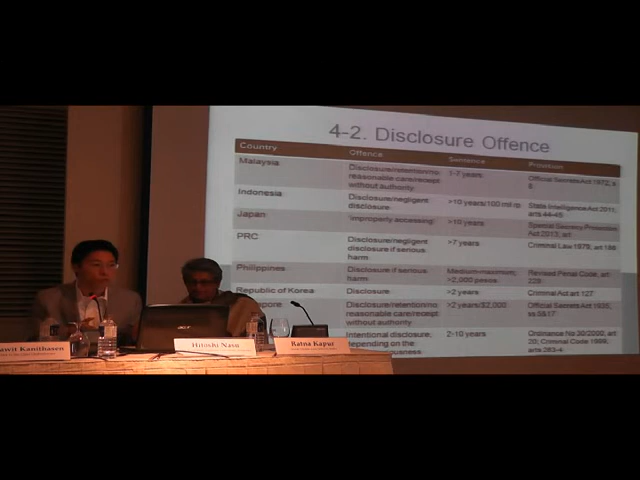 4-2. Disclosure Offence
Country Offence Sentence Provision
Malaysia Disclosure/retention/no 1-7 years Official Secrets Act 1972, s
reasonable care/receipt 8
without authority
Indonesia Disclosure/negligent >10 years/100 mil rp State Intelligence Act 2011,
disclosure arts 44-45
Japan 'improperly accessing' >10 years Special Secrecy Protection
Act 2013, art
PRC Disclosure/negligent >7 years Criminal Law 1979, art
disclosure if serious
harm
Philippines Disclosure if serious Medium-maximum; Revised Penal Code, art
harm >2,000 pesos 229
Republic of Korea Disclosure >2 years Criminal Act art 127
apore Disclosure/retention/no >2 years/$2,000 Official Secrets Act 1935,
reasonable care/receipt ss 5&17
without authority
Intentional disclosure, 2-10 years Ordinance No 30/2000, art
depending on the 20; Criminal Code 1999,
ousness arts 263-4
acer
Kanithasen
Hitoshi Nasu
Ratna Kapur